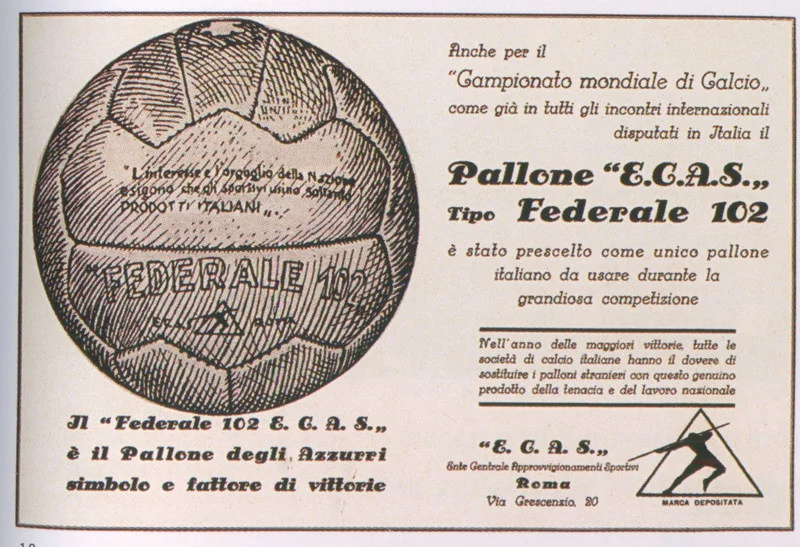 "L'interesse e l'orgoglio della Nazione
esigono che gli sportivi usino soltanto
PRODOTTI ITALIANI„
"FEDERALE 102„
E.C.A.S. ROMA
Il "Federale 102 E. C. A. S.„
è il Pallone degli Azzurri
simbolo e fattore di vittorie
Anche per il
"Campionato mondiale di Calcio„
come già in tutti gli incontri internazionali
disputati in Italia il
Pallone "E.C.A.S.„
Tipo Federale 102
è stato prescelto come unico pallone
italiano da usare durante la
grandiosa competizione
Nell'anno delle maggiori vittorie, tutte le
società di calcio italiane hanno il dovere di
sostituire i palloni stranieri con questo genuino
prodotto della tenacia e del lavoro nazionale
"E. C. A. S.„
Ente Centrale Approvvigionamenti Sportivi
Roma
Via Crescenzio, 20
MARCA DEPOSITATA